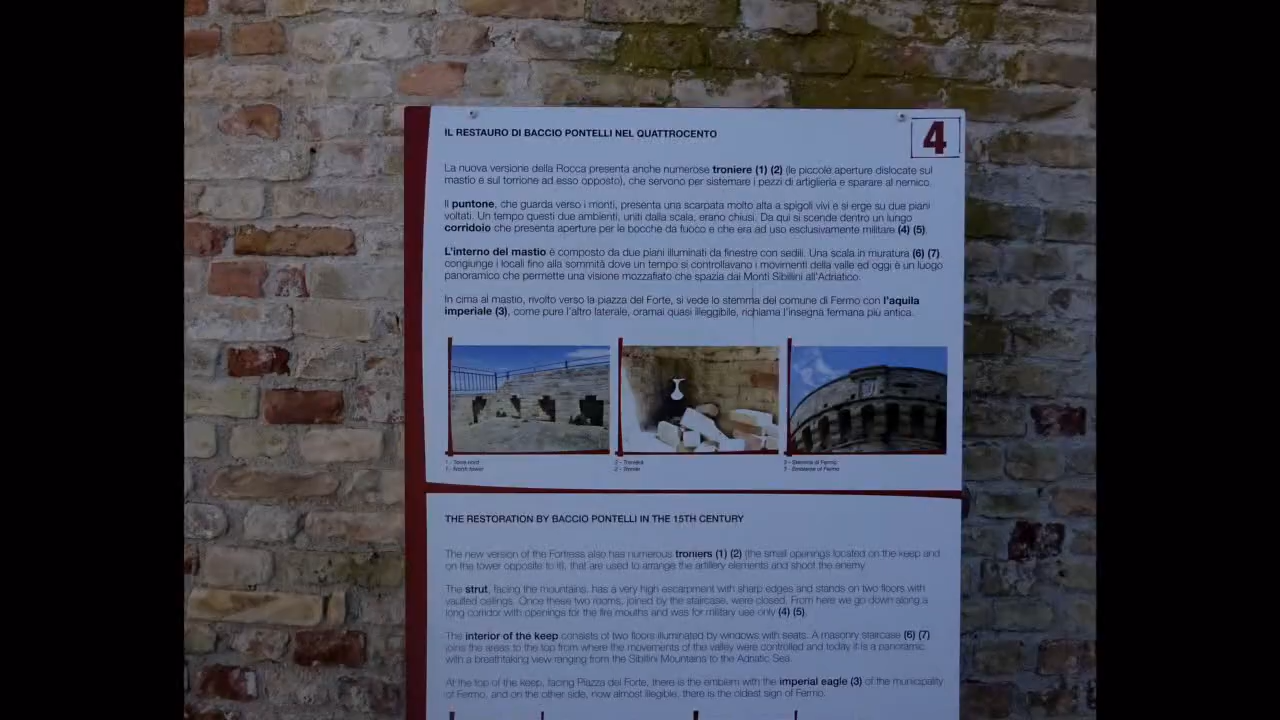 IL RESTAURO DI BACCIO PONTELLI NEL QUATTROCENTO
4
La nuova versione della Rocca presenta anche numerose troniere (1) (2) (le piccole aperture dislocate sul
mastio e sul torrione ad esso opposto), che servono per sistemare i pezzi di artiglieria e sparare al nemico.
Il puntone, che guarda verso i monti, presenta una scarpata molto alta a spigoli vivi e si erge su due piani
voltati. Un tempo questi due ambienti, uniti dalla scala, erano chiusi. Da qui si scende dentro un lungo
corridoio che presenta aperture per le bocche da fuoco e che era ad uso esclusivamente militare (4) (5).
L'interno del mastio è composto da due piani illuminati da finestre con sedili. Una scala in muratura (6) (7)
congiunge i locali fino alla sommità dove un tempo si controllavano i movimenti della valle ed oggi è un luogo
panoramico che permette una visione mozzafiato che spazia dai Monti Sibillini all'Adriatico.
In cima al mastio, rivolto verso la piazza del Forte, si vede lo stemma del comune di Fermo con l'aquila
imperiale (3), come pure l'altro laterale, oramai quasi illeggibile, richiama l'insegna fermana più antica.
1 - Torre nord
1 - North tower
2 - Troniera
2 - Tronier
3 - Stemma di Fermo
3 - Emblem of Fermo
THE RESTORATION BY BACCIO PONTELLI IN THE 15TH CENTURY
The new version of the Fortress also has numerous troniers (1) (2) (the small openings located on the keep and
on the tower opposite to it), that are used to arrange the artillery elements and shoot the enemy.
The strut, facing the mountains, has a very high escarpment with sharp edges and stands on two floors with
vaulted ceilings. Once these two rooms, joined by the staircase, were closed. From here we go down along a
long corridor with openings for the fire mouths and was for military use only (4) (5).
The interior of the keep consists of two floors illuminated by windows with seats. A masonry staircase (6) (7)
joins the areas to the top from where the movements of the valley were controlled and today it is a panoramic
with a breathtaking view ranging from the Sibillini Mountains to the Adriatic Sea.
At the top of the keep, facing Piazza del Forte, there is the emblem with the imperial eagle (3) of the municipality
of Fermo, and on the other side, now almost illegible, there is the oldest sign of Fermo.